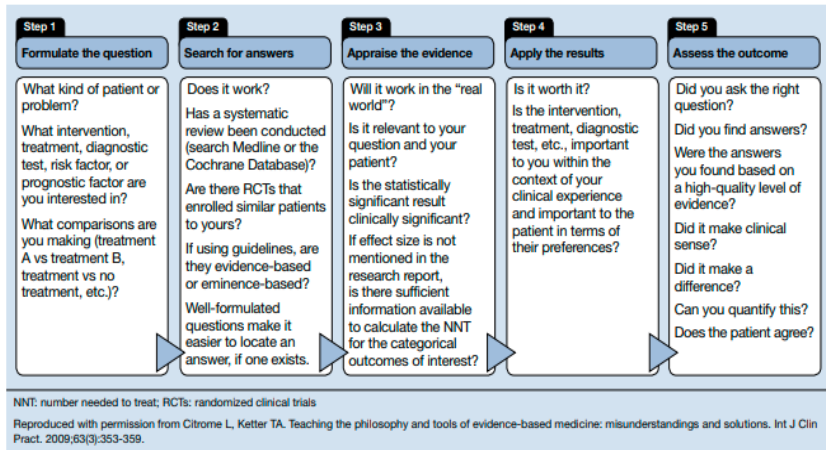 Step 1
Formulate the question
What kind of patient or
problem?
What intervention,
treatment, diagnostic
test, risk factor, or
prognostic factor are
you interested in?
What comparisons are
you making (treatment
A vs treatment B,
treatment vs no
treatment, etc.)?
Step 2
Search for answers
Does it work?
Has a systematic
review been conducted
(search Medline or the
Cochrane Database)?
Are there RCTs that
enrolled similar patients
to yours?
If using guidelines, are
they evidence-based
or eminence-based?
Well-formulated
questions make it
easier to locate an
answer, if one exists.
Step 3
Appraise the evidence
Will it work in the “real
world”?
Is it relevant to your
question and your
patient?
Is the statistically
significant result
clinically significant?
If effect size is not
mentioned in the
research report,
is there sufficient
information available
to calculate the NNT
for the categorical
outcomes of interest?
Step 4
Apply the results
Is it worth it?
Is the intervention,
treatment, diagnostic
test, etc., important
to you within the
context of your
clinical experience
and important to the
patient in terms of
their preferences?
Step 5
Assess the outcome
Did you ask the right
question?
Did you find answers?
Were the answers
you found based on
a high-quality level of
evidence?
Did it make clinical
sense?
Did it make a
difference?
Can you quantify this?
Does the patient agree?
NNT: number needed to treat; RCTs: randomized clinical trials
Reproduced with permission from Citrome L, Ketter TA. Teaching the philosophy and tools of evidence-based medicine: misunderstandings and solutions. Int J Clin
Pract. 2009;63(3):353-359.